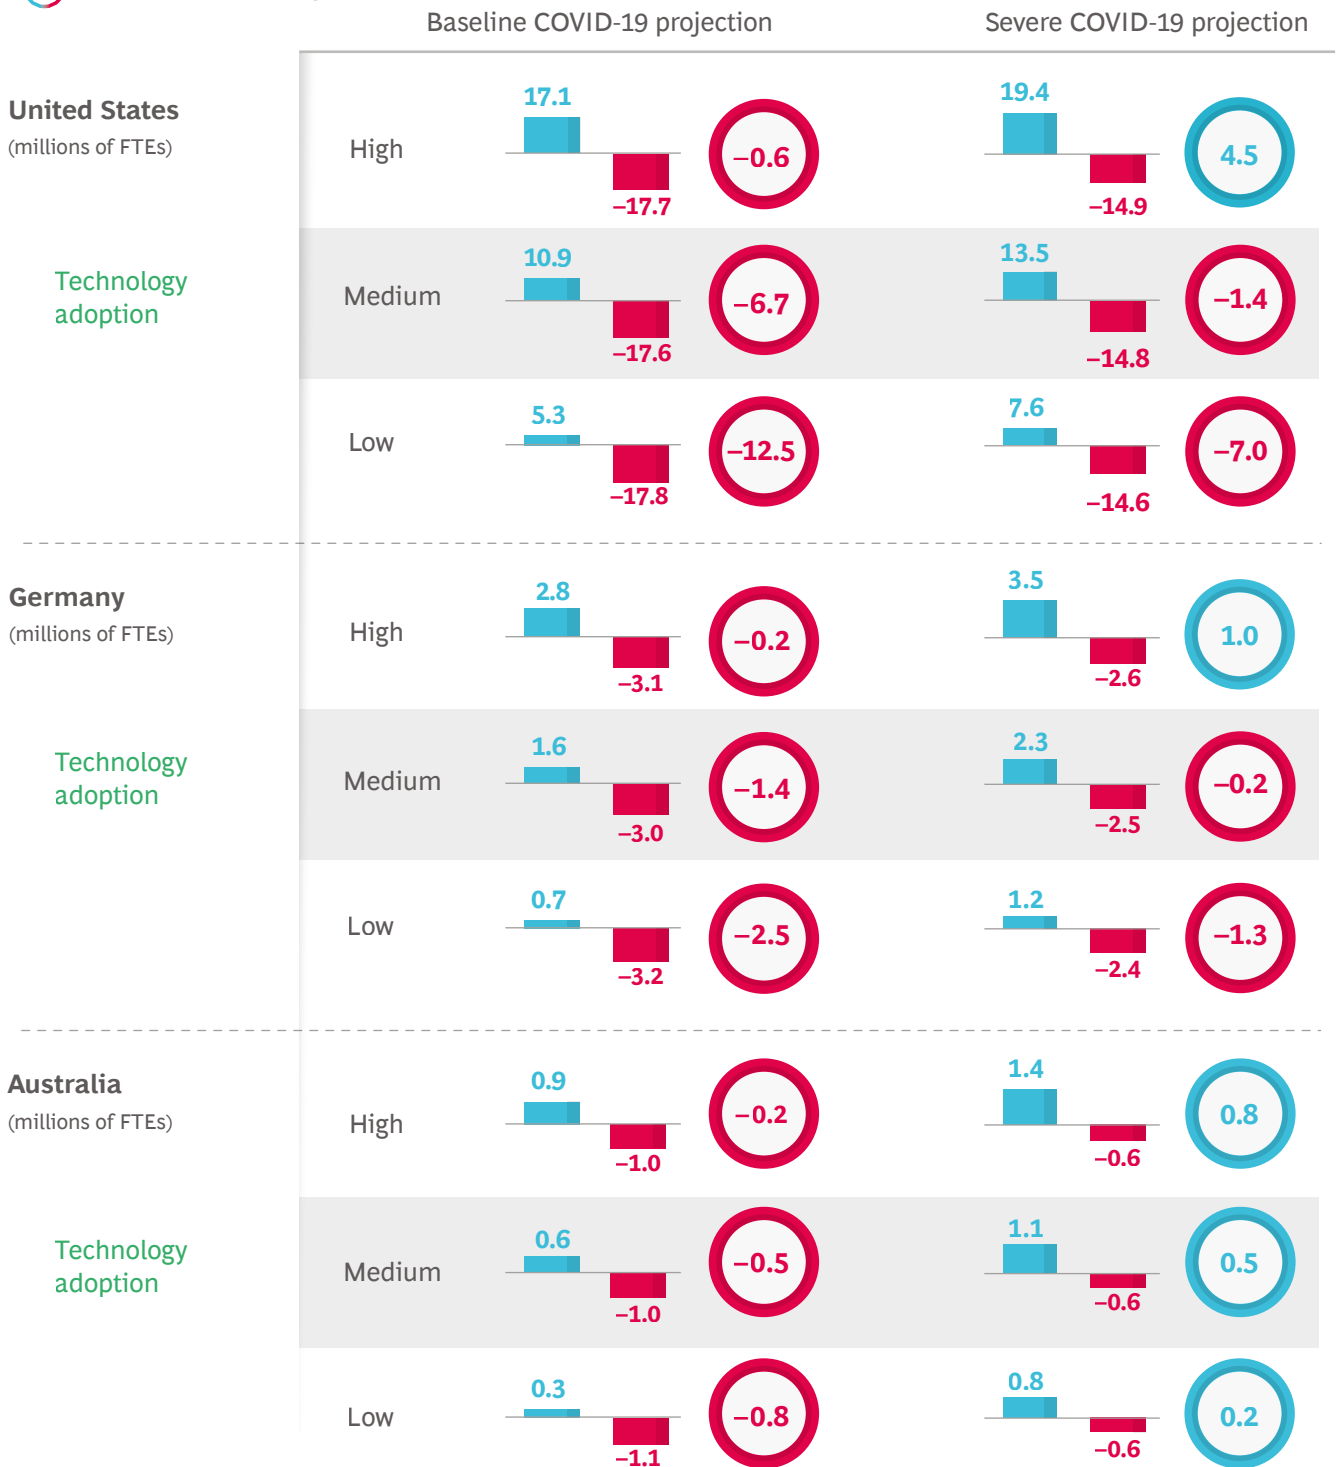 Baseline COVID-19 projection
Severe COVID-19 projection
United States
(millions of FTEs)
High
17.1
−17.7
−0.6
19.4
−14.9
4.5
Technology
adoption
Medium
10.9
−17.6
−6.7
13.5
−14.8
−1.4
Low
5.3
−17.8
−12.5
7.6
−14.6
−7.0
Germany
(millions of FTEs)
High
2.8
−3.1
−0.2
3.5
−2.6
1.0
Technology
adoption
Medium
1.6
−3.0
−1.4
2.3
−2.5
−0.2
Low
0.7
−3.2
−2.5
1.2
−2.4
−1.3
Australia
(millions of FTEs)
High
0.9
−1.0
−0.2
1.4
−0.6
0.8
Technology
adoption
Medium
0.6
−1.0
−0.5
1.1
−0.6
0.5
Low
0.3
−1.1
−0.8
0.8
−0.6
0.2